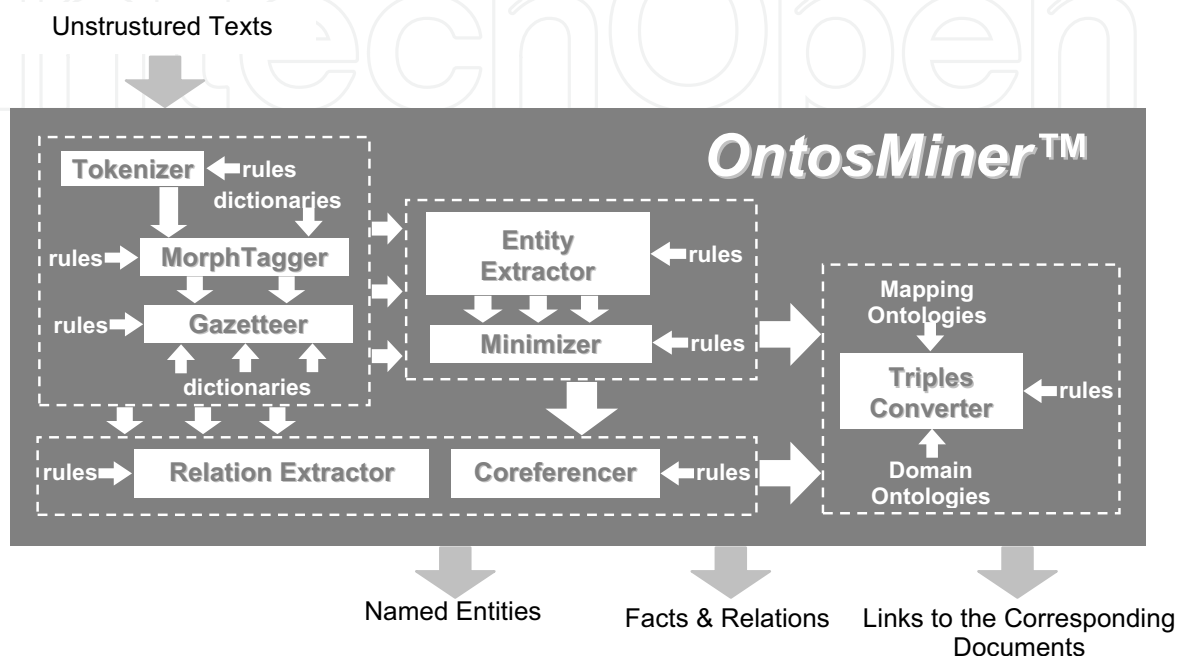 IntechOpen
Unstrustured Texts
OntosMiner™
Tokenizer
rules
dictionaries
rules
MorphTagger
rules
Gazetteer
dictionaries
Entity
Extractor
rules
Minimizer
rules
rules
Relation Extractor
Coreferencer
rules
Mapping
Ontologies
Triples
Converter
rules
Domain
Ontologies
Named Entities
Facts & Relations
Links to the Corresponding
Documents